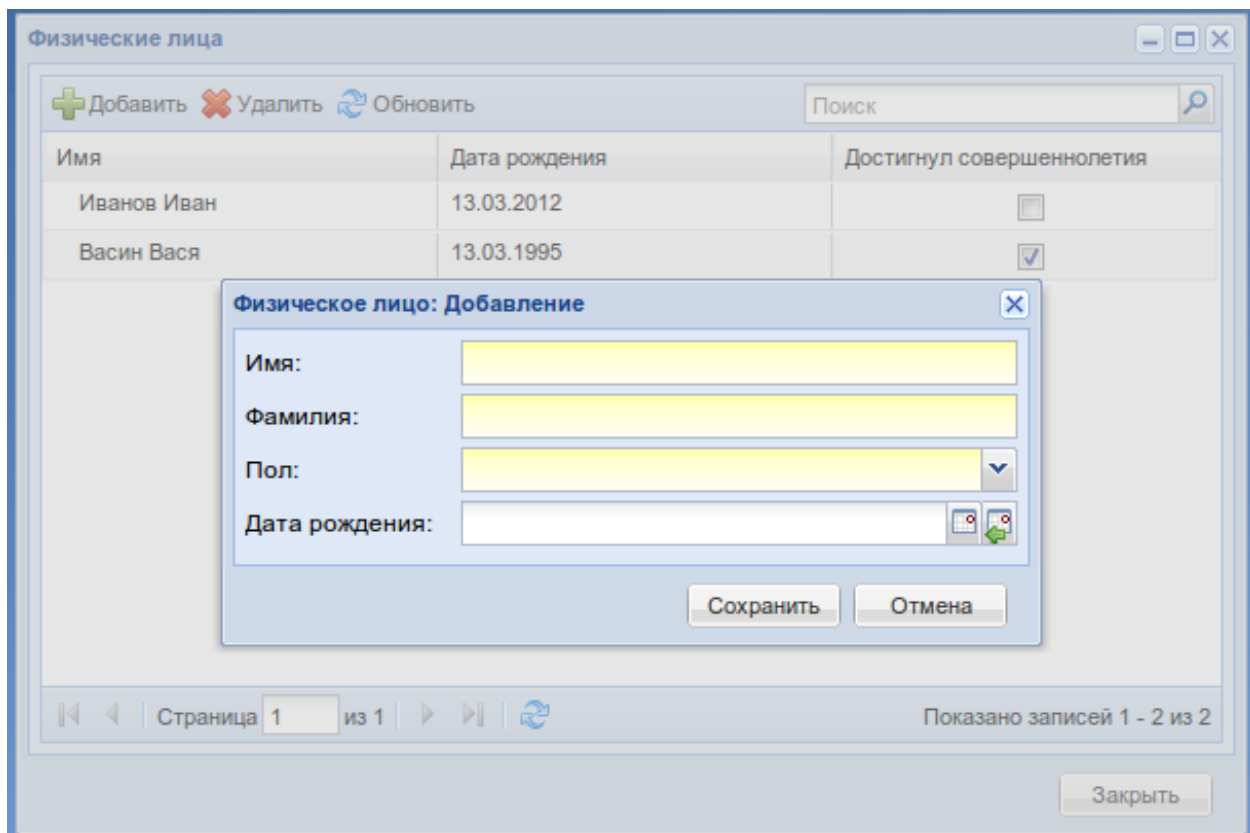 Физические лица
Добавить Удалить Обновить Поиск
Имя Дата рождения Достигнул совершеннолетия
Иванов Иван 13.03.2012
Васин Вася 13.03.1995
Физическое лицо: Добавление
Имя:
Фамилия:
Пол:
Дата рождения:
Сохранить Отмена
Страница 1 из 1 Показано записей 1 - 2 из 2
Закрыть